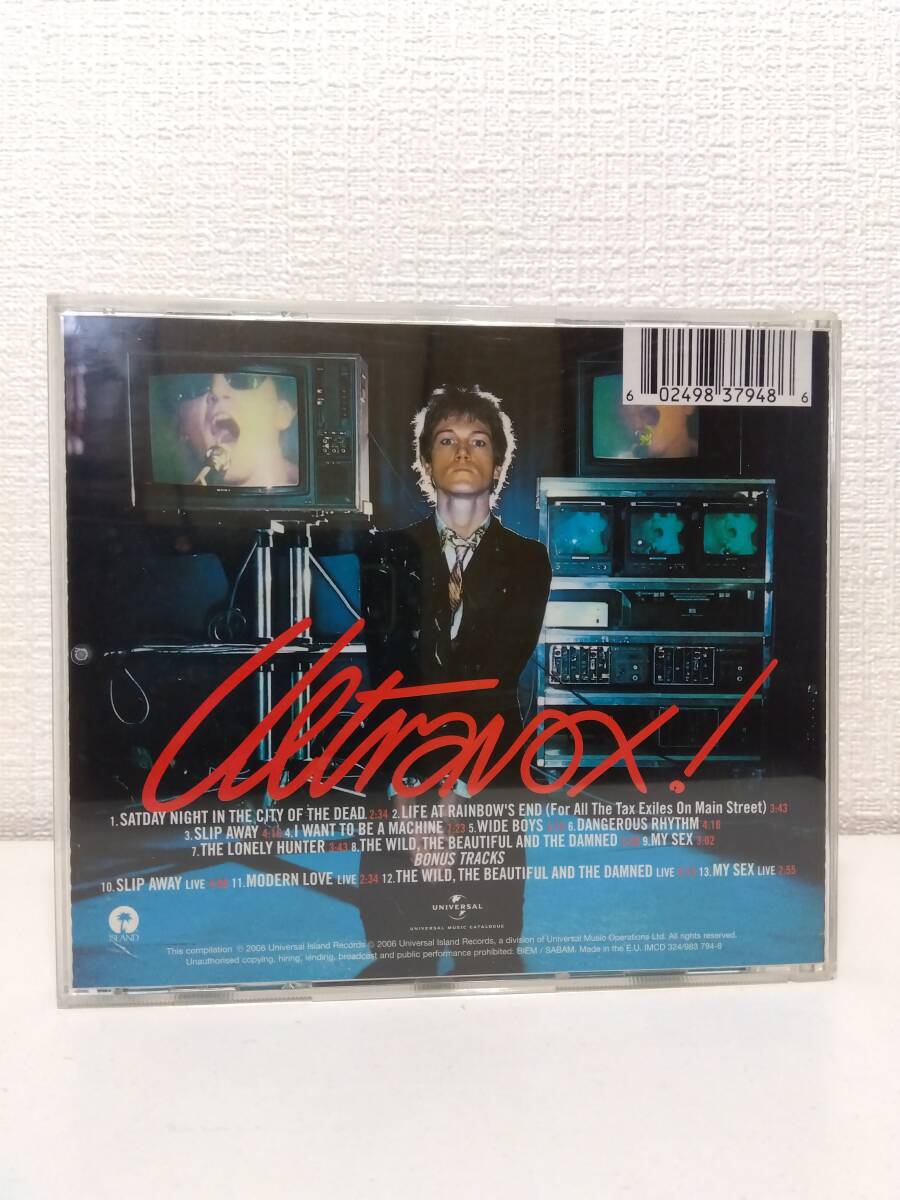 6 02498 37948 6
Ultravox!
1. SATDAY NIGHT IN THE CITY OF THE DEAD 2:34 2. LIFE AT RAINBOW'S END (For All The Tax Exiles On Main Street) 3:43
3. SLIP AWAY 4. I WANT TO BE A MACHINE 7:23 5. WIDE BOYS 6. DANGEROUS RHYTHM 4:16
7. THE LONELY HUNTER 3:43 8. THE WILD, THE BEAUTIFUL AND THE DAMNED 9. MY SEX 3:02
BONUS TRACKS
10. SLIP AWAY LIVE 11. MODERN LOVE LIVE 2:34 12. THE WILD, THE BEAUTIFUL AND THE DAMNED LIVE 13. MY SEX LIVE 2:55
ISLAND
UNIVERSAL
UNIVERSAL MUSIC CATALOGUE
This compilation ℗ 2006 Universal Island Records © 2006 Universal Island Records, a division of Universal Music Operations Ltd. All rights reserved.
Unauthorised copying, hiring, lending, broadcast and public performance prohibited. BIEM / SABAM. Made in the E.U. IMCD 324/983 794-8